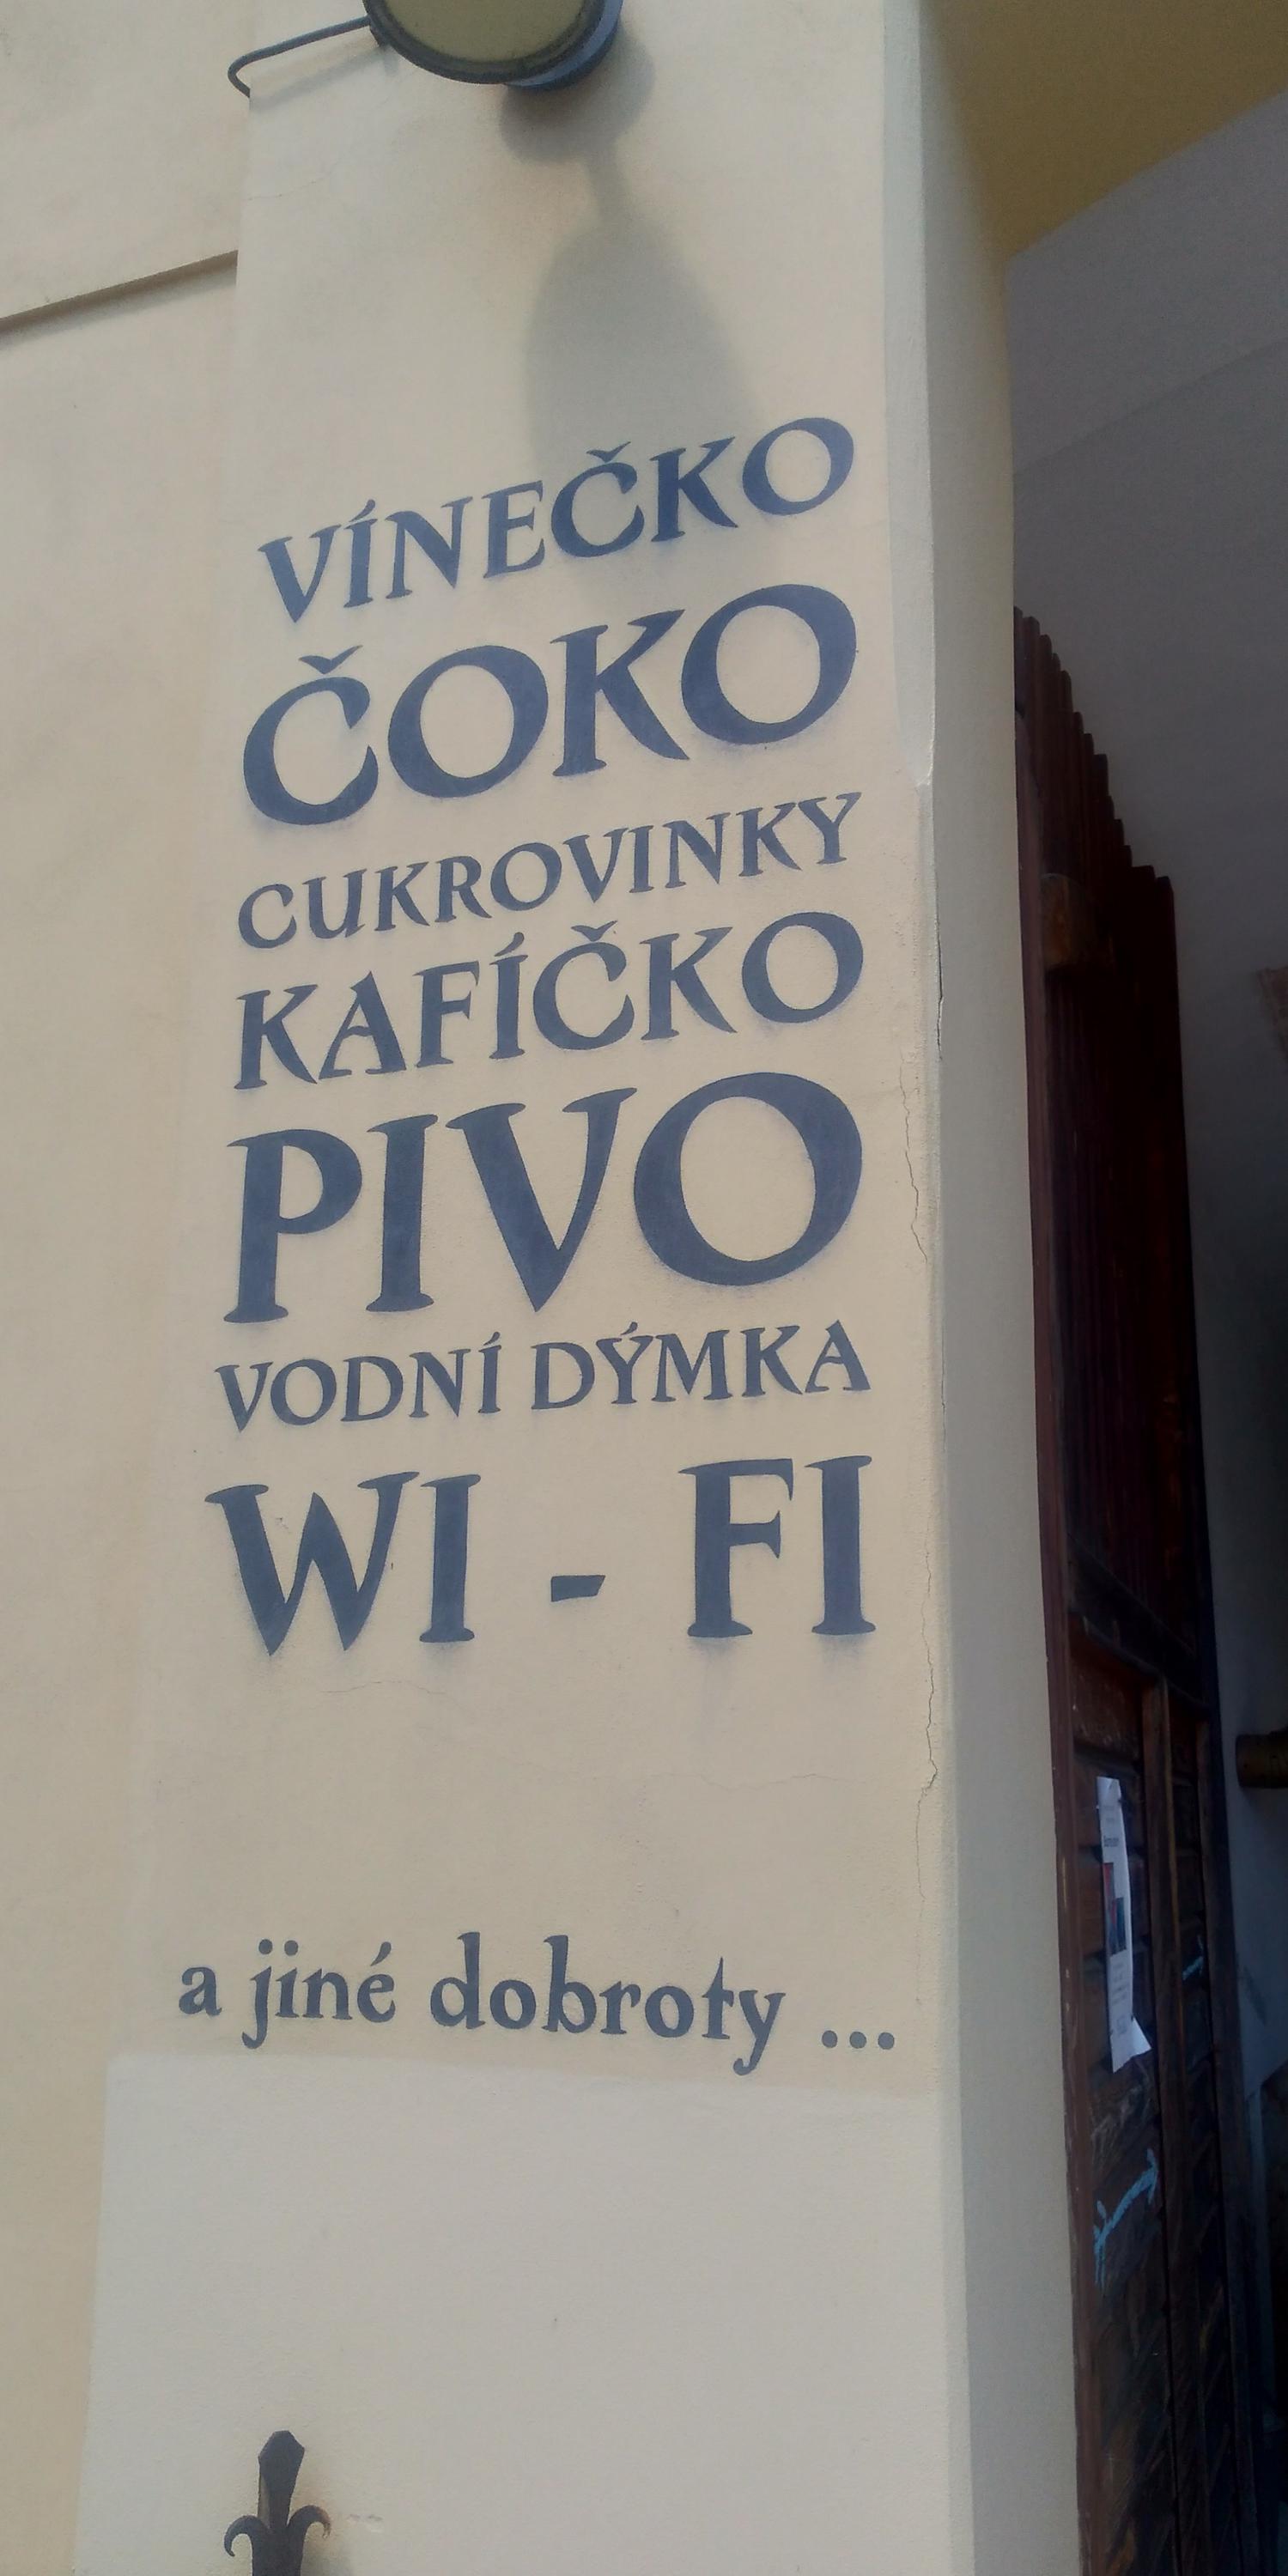 VÍNEČKO
ČOKO
CUKROVINKY
KAFÍČKO
PIVO
VODNÍ DÝMKA
WI - FI
a jiné dobroty ...